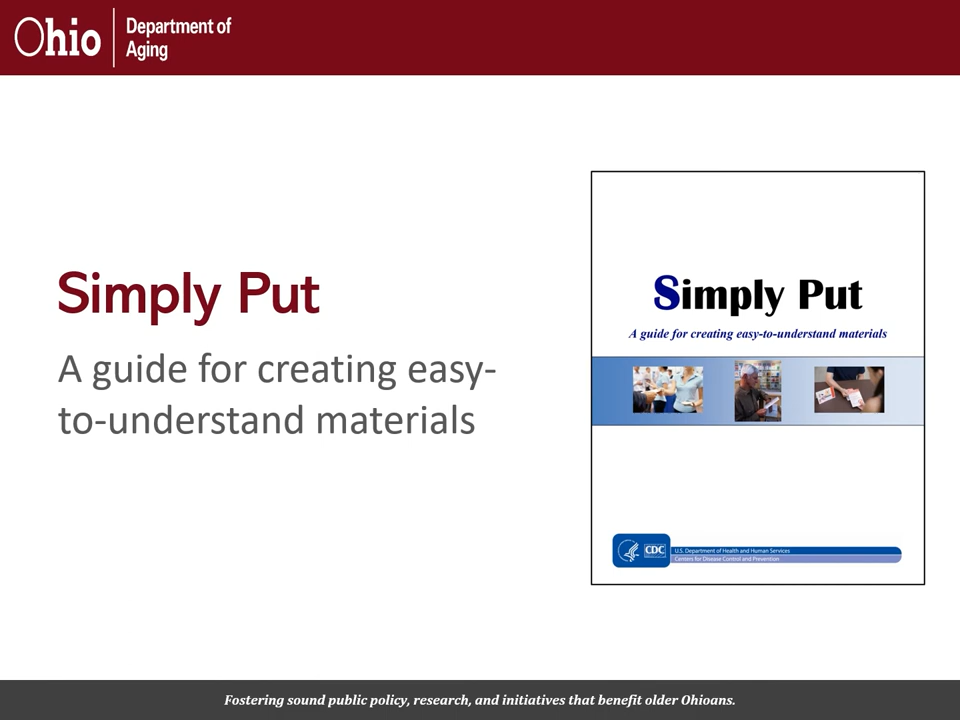 Ohio
Department of
Aging
Simply Put
A guide for creating easy-
to-understand materials
Simply Put
A guide for creating easy-to-understand materials
CDC
U.S. Department of Health and Human Services
Centers for Disease Control and Prevention
Fostering sound public policy, research, and initiatives that benefit older Ohioans.